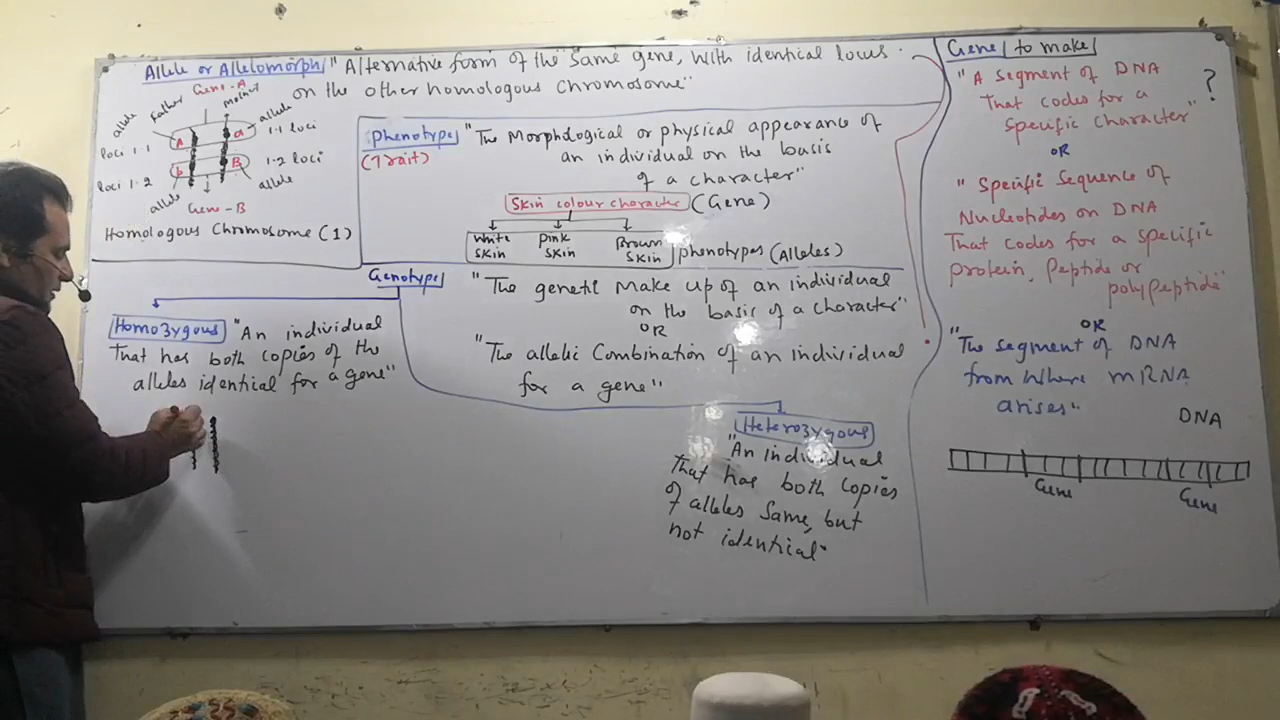 Allele or Allelomorph "Alternative form of the same gene, with identical locus
on the other homologous chromosome"
Gene-A
allele
Father
mother
allele
loci 1.1
A
a
1.1 loci
loci 1.2
b
B
1.2 loci
allele
allele
Gene-B
Homologous Chromosome (1)
Phenotype "The Morphological or physical appearance of
(Trait)
an individual on the basis
of a character"
Skin colour character (Gene)
White
skin
pink
skin
Brown
skin
phenotypes (Alleles)
Genotype
"The genetil Make up of an individual
on the basic of a character"
OR
"The allelic Combination of an individual
for a gene"
Homozygous "An individual
That has both copies of the
alleles identical for a gene"
Heterozygous
"An individual
That has both copies
of alleles same, but
not identical"
Gene to make
"A segment of DNA
That codes for a
specific character"
?
OR
"Specific sequence of
Nucleotides on DNA
That codes for a specific
protein, peptide or
polypeptide"
OR
"The segment of DNA
from where mRNA
arises"
DNA
Gene
Gene